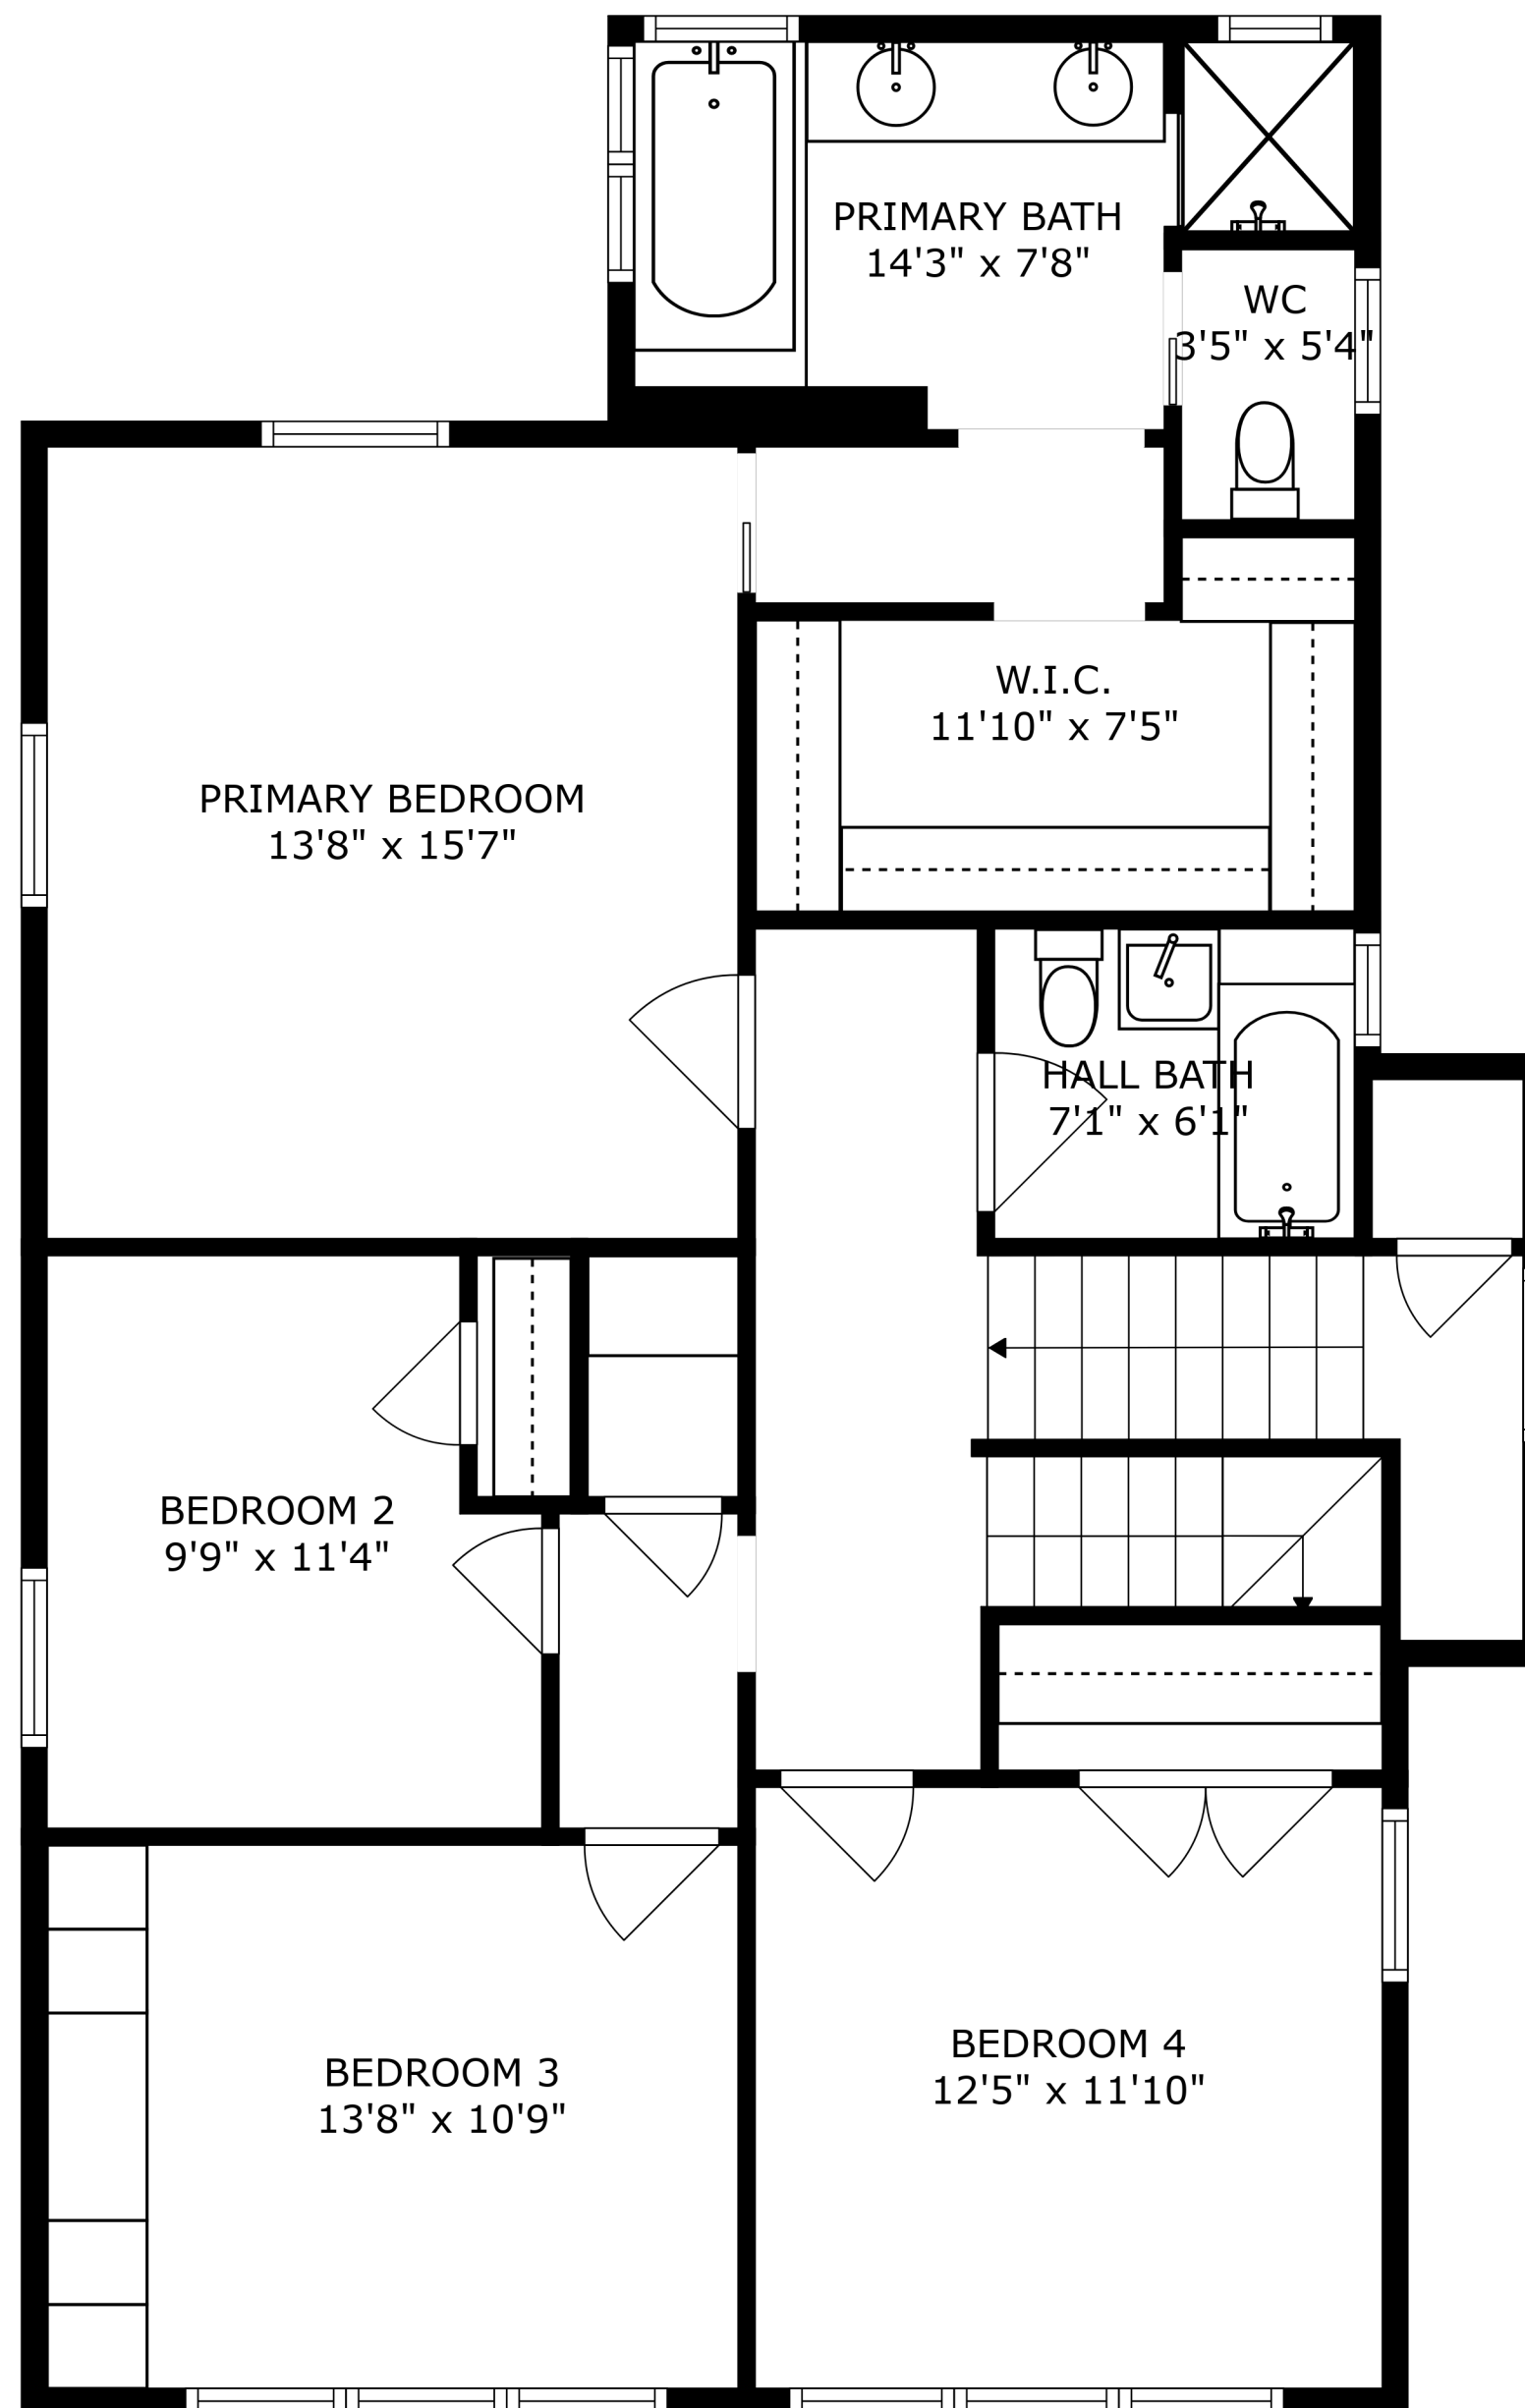 PRIMARY BATH
14'3" x 7'8"
WC
3'5" x 5'4"
W.I.C.
11'10" x 7'5"
PRIMARY BEDROOM
13'8" x 15'7"
HALL BATH
7'1" x 6'1"
BEDROOM 2
9'9" x 11'4"
BEDROOM 3
13'8" x 10'9"
BEDROOM 4
12'5" x 11'10"